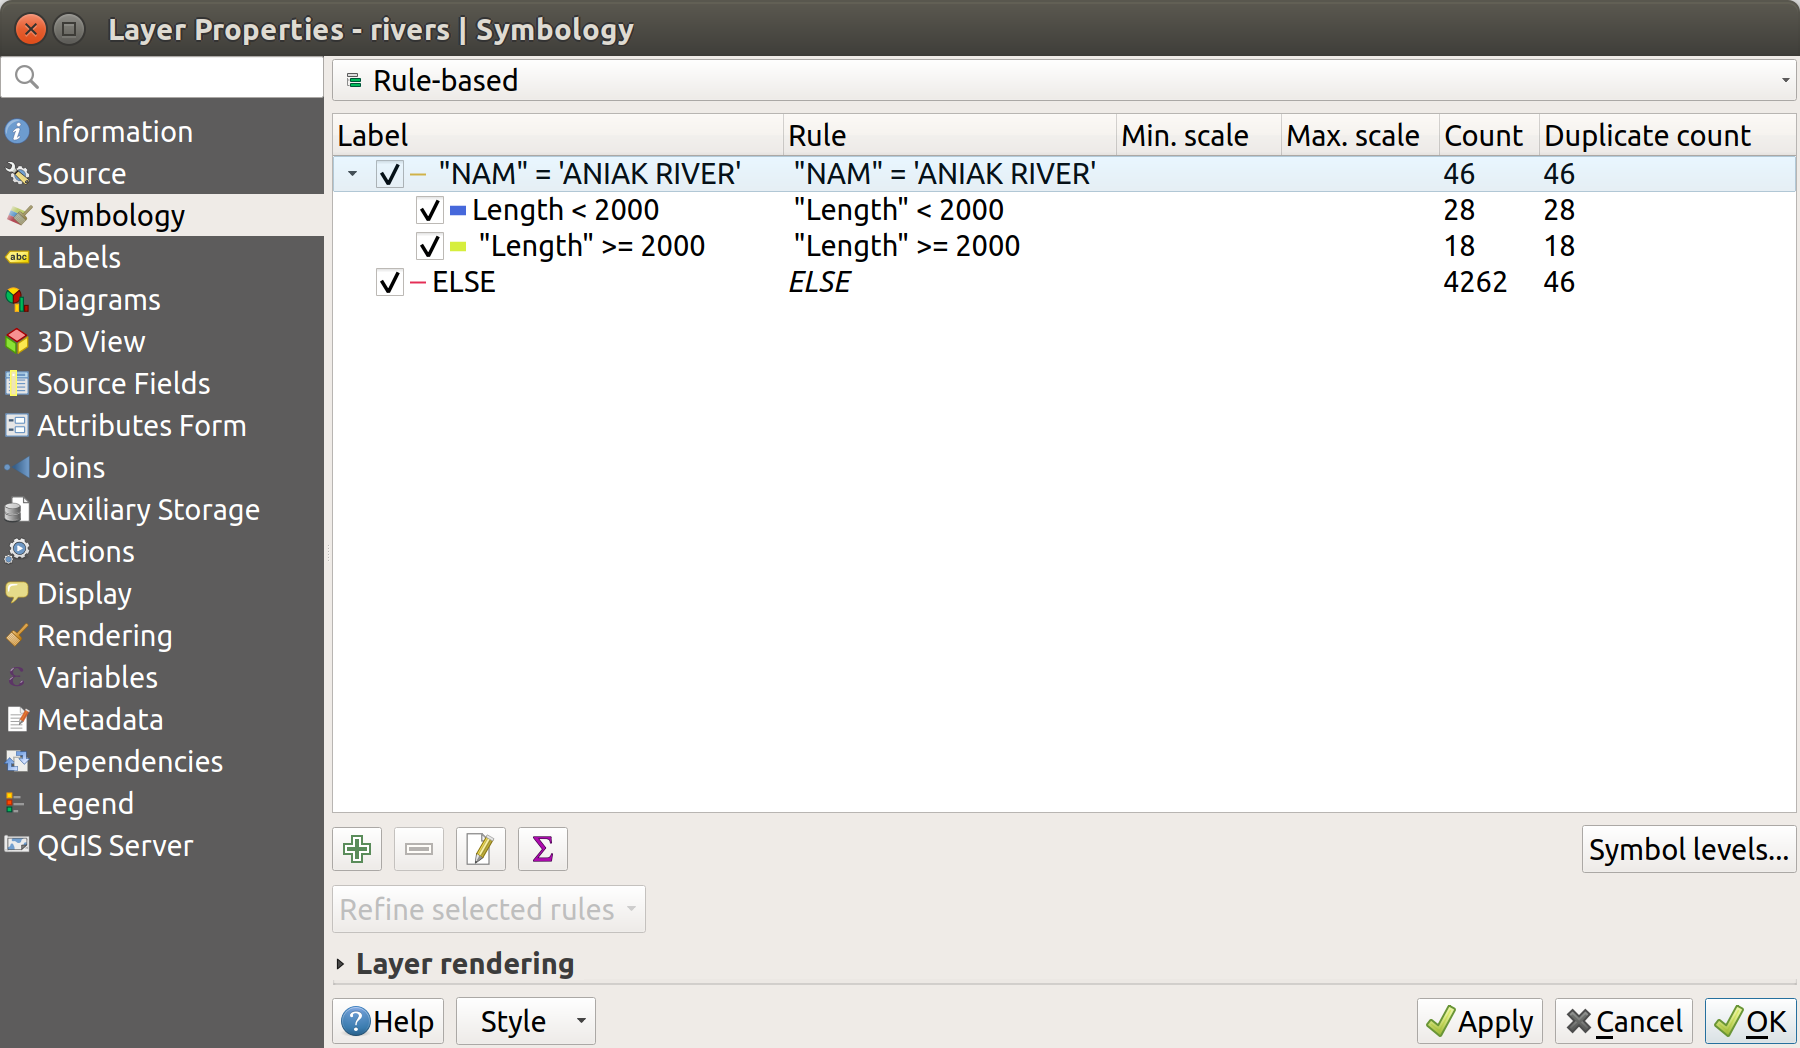 Layer Properties - rivers | Symbology
Rule-based
Information
Source
Symbology
Labels
Diagrams
3D View
Source Fields
Attributes Form
Joins
Auxiliary Storage
Actions
Display
Rendering
Variables
Metadata
Dependencies
Legend
QGIS Server
Label Rule Min. scale Max. scale Count Duplicate count
"NAM" = 'ANIAK RIVER' "NAM" = 'ANIAK RIVER' 46 46
Length < 2000 "Length" < 2000 28 28
"Length" >= 2000 "Length" >= 2000 18 18
ELSE ELSE 4262 46
Σ
Symbol levels...
Refine selected rules
Layer rendering
Help Style Apply Cancel OK